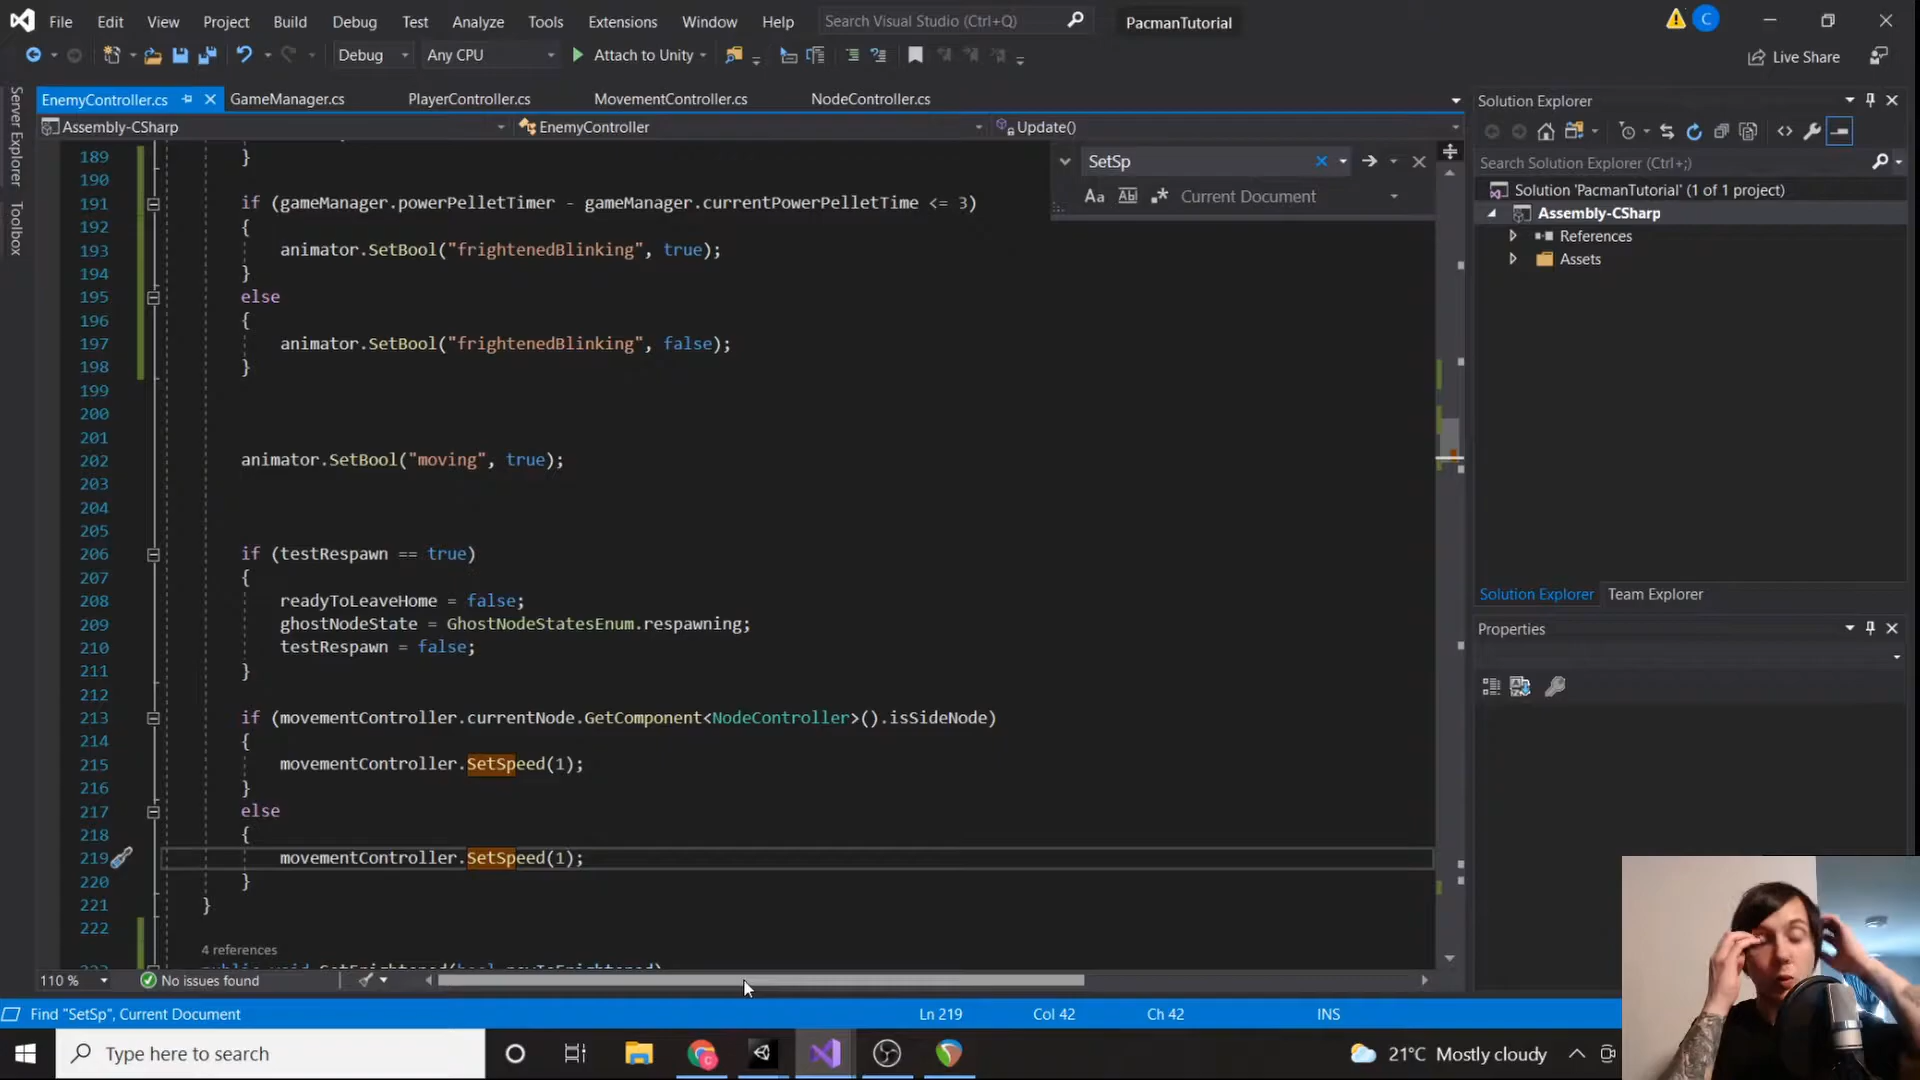 File Edit View Project Build Debug Test Analyze Tools Extensions Window Help Search Visual Studio (Ctrl+Q) PacmanTutorial C
Debug Any CPU Attach to Unity Live Share
Server Explorer
Toolbox
EnemyController.cs GameManager.cs PlayerController.cs MovementController.cs NodeController.cs
Assembly-CSharp EnemyController Update()
SetSp
Aa Current Document
189 }
190
191 if (gameManager.powerPelletTimer - gameManager.currentPowerPelletTime <= 3)
192 {
193 animator.SetBool("frightenedBlinking", true);
194 }
195 else
196 {
197 animator.SetBool("frightenedBlinking", false);
198 }
199
200
201
202 animator.SetBool("moving", true);
203
204
205
206 if (testRespawn == true)
207 {
208 readyToLeaveHome = false;
209 ghostNodeState = GhostNodeStatesEnum.respawning;
210 testRespawn = false;
211 }
212
213 if (movementController.currentNode.GetComponent<NodeController>().isSideNode)
214 {
215 movementController.SetSpeed(1);
216 }
217 else
218 {
219 movementController.SetSpeed(1);
220 }
221 }
222
4 references
Solution Explorer
Search Solution Explorer (Ctrl+;)
Solution 'PacmanTutorial' (1 of 1 project)
Assembly-CSharp
References
Assets
Solution Explorer Team Explorer
Properties
110 % No issues found
Find "SetSp", Current Document Ln 219 Col 42 Ch 42 INS
Type here to search 21°C Mostly cloudy